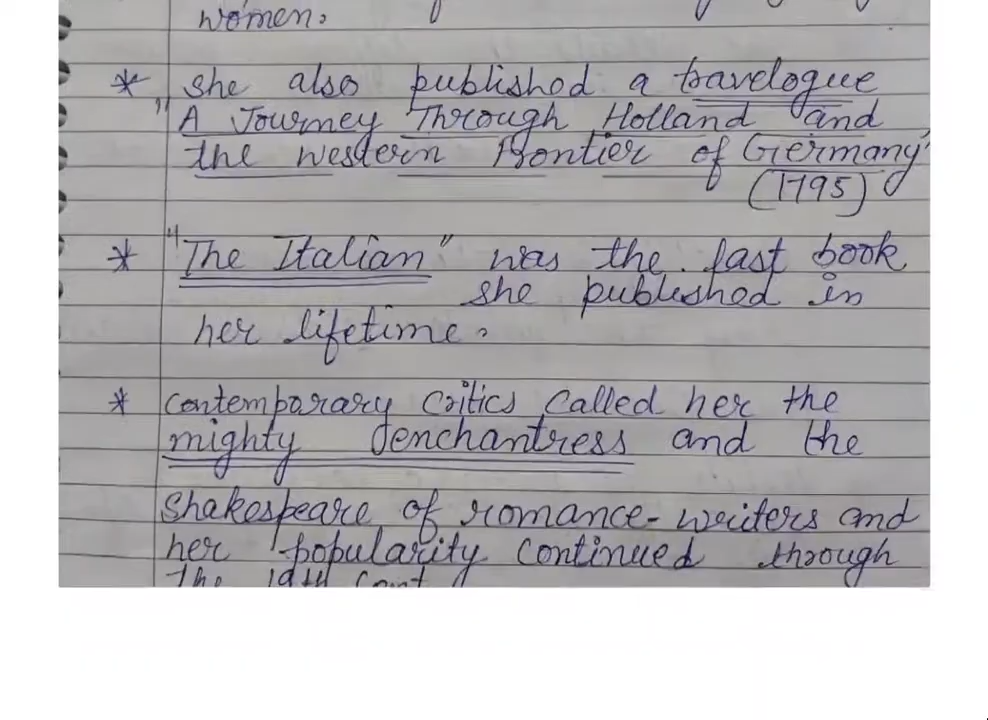 women.
* she also published a travelogue
"A Journey Through Holland and
the western Frontier of Germany"
(1795)
* "The Italian" was the last book
she published in
her lifetime.
* contemporary critics called her the
mighty enchantress and the
Shakespeare of romance-writers and
her popularity continued through
the 19th